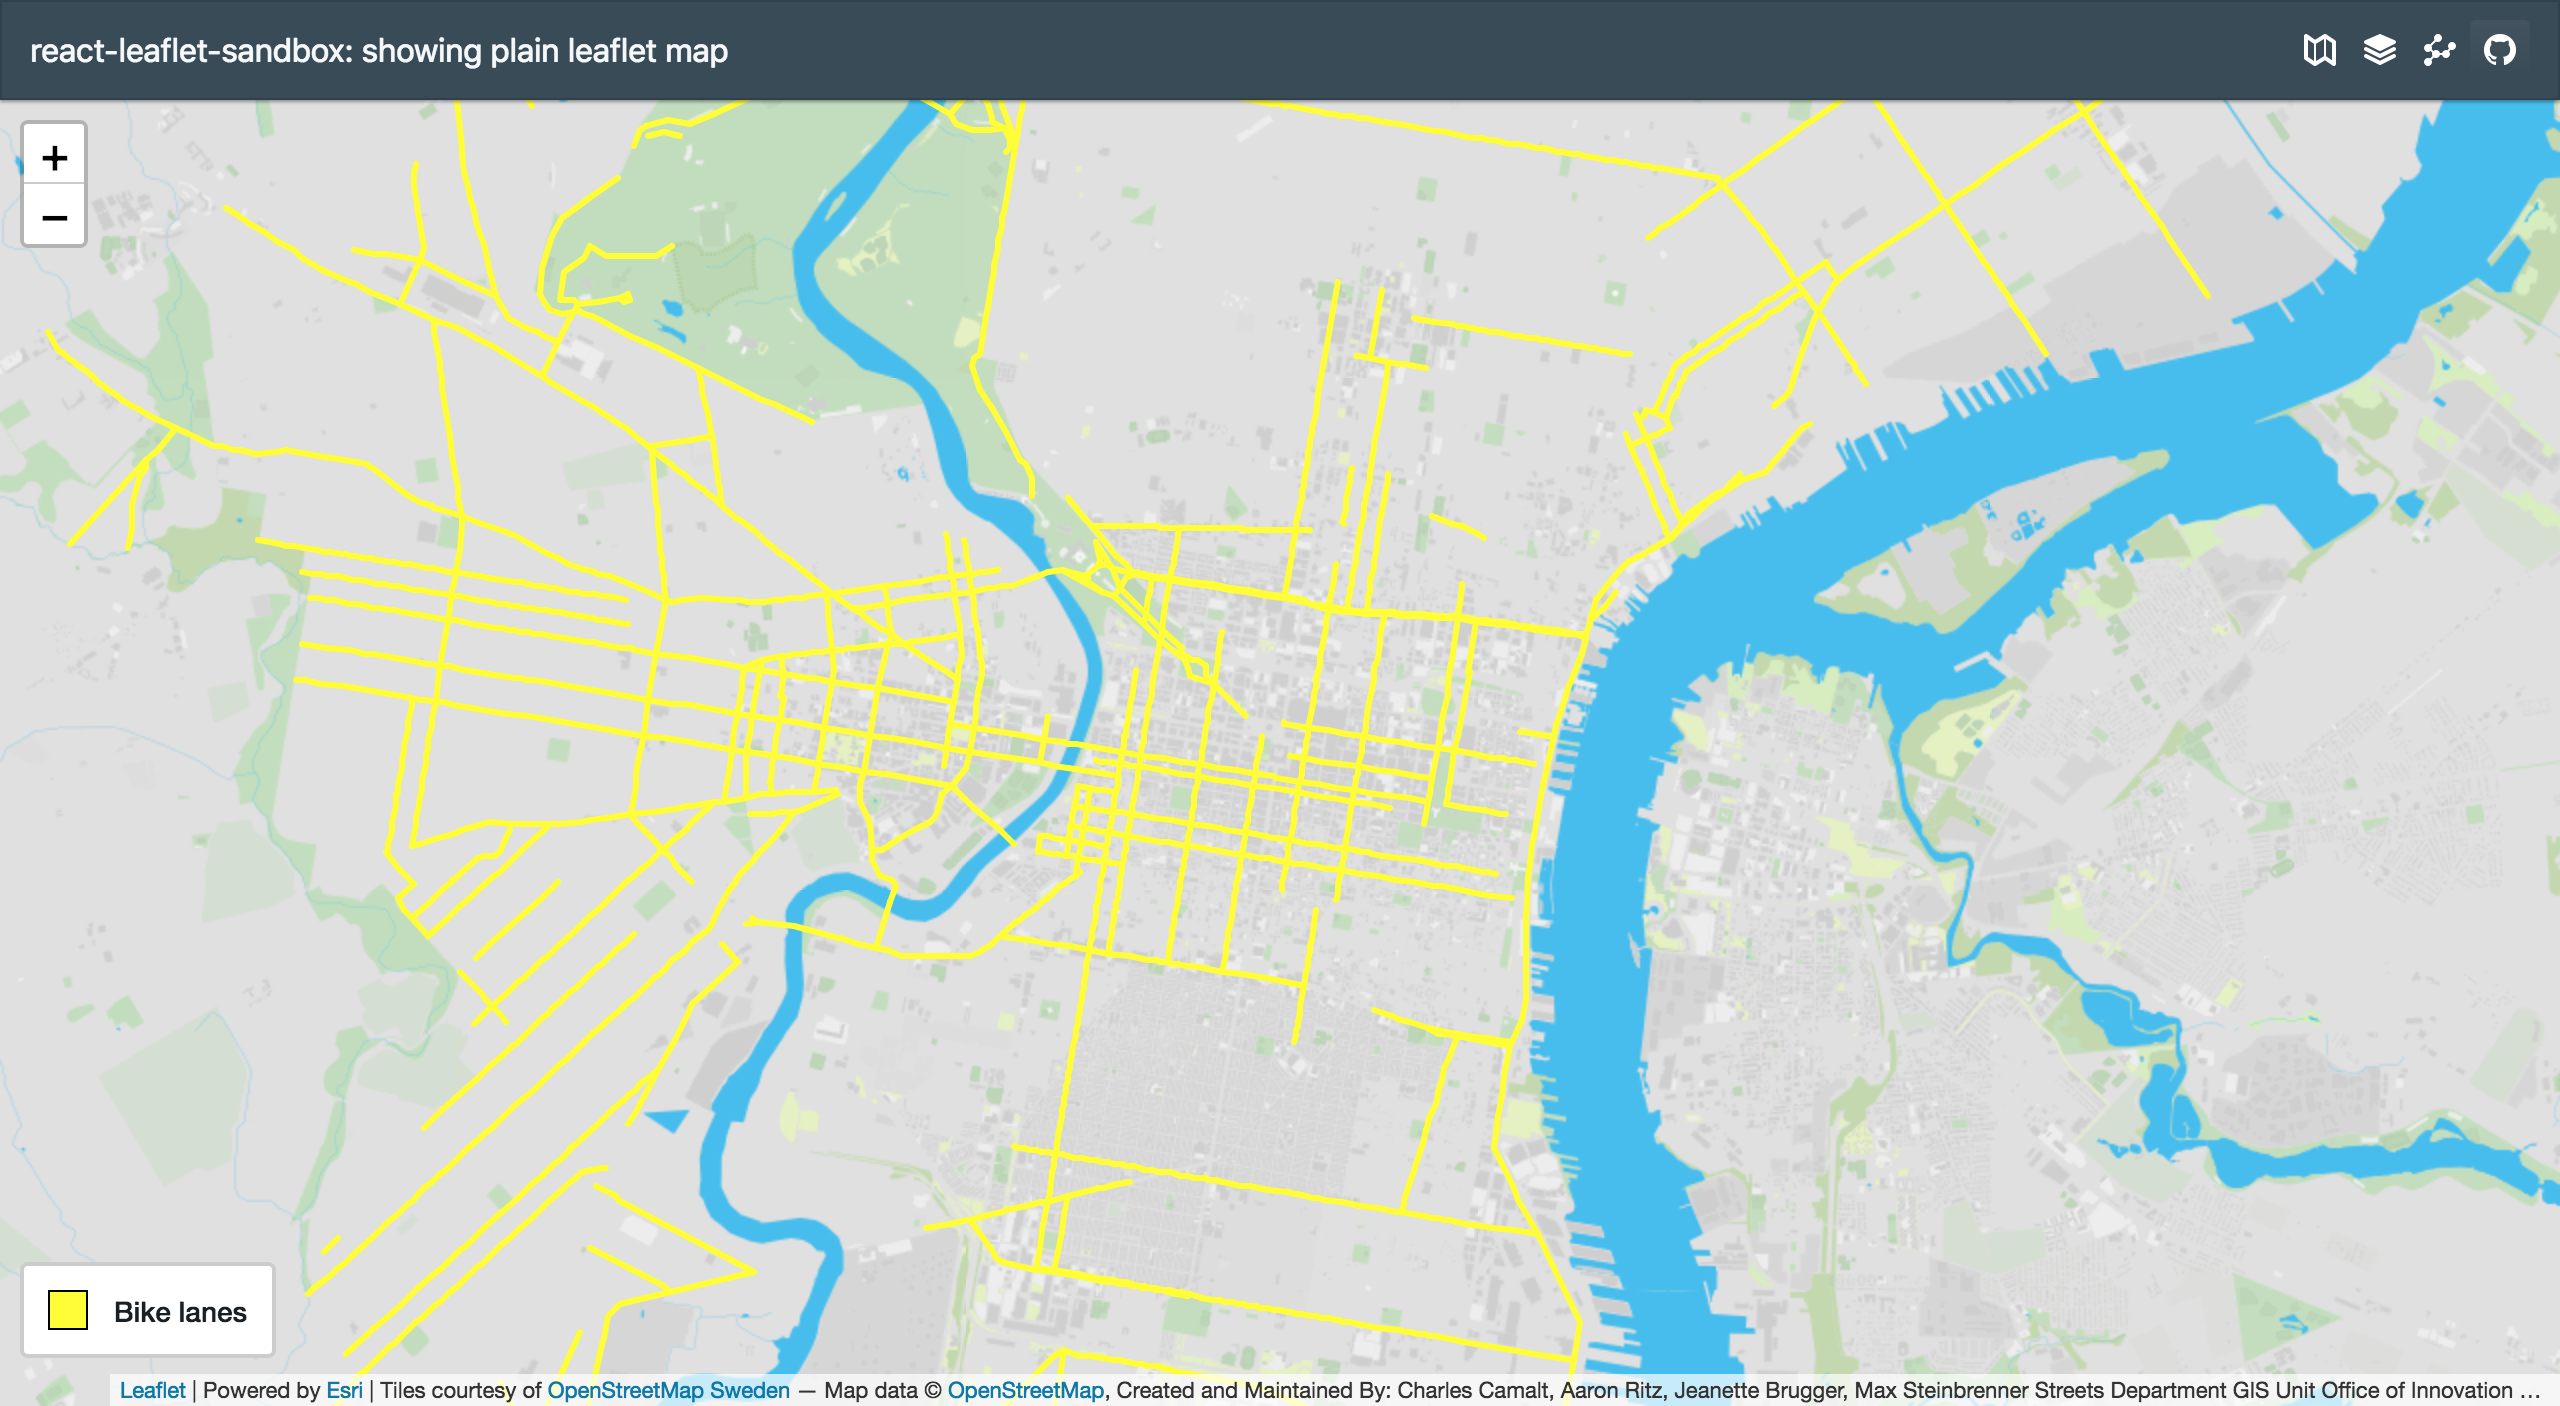 react-leaflet-sandbox: showing plain leaflet map
+
−
Bike lanes
Leaflet | Powered by Esri | Tiles courtesy of OpenStreetMap Sweden — Map data © OpenStreetMap, Created and Maintained By: Charles Camalt, Aaron Ritz, Jeanette Brugger, Max Steinbrenner Streets Department GIS Unit Office of Innovation …